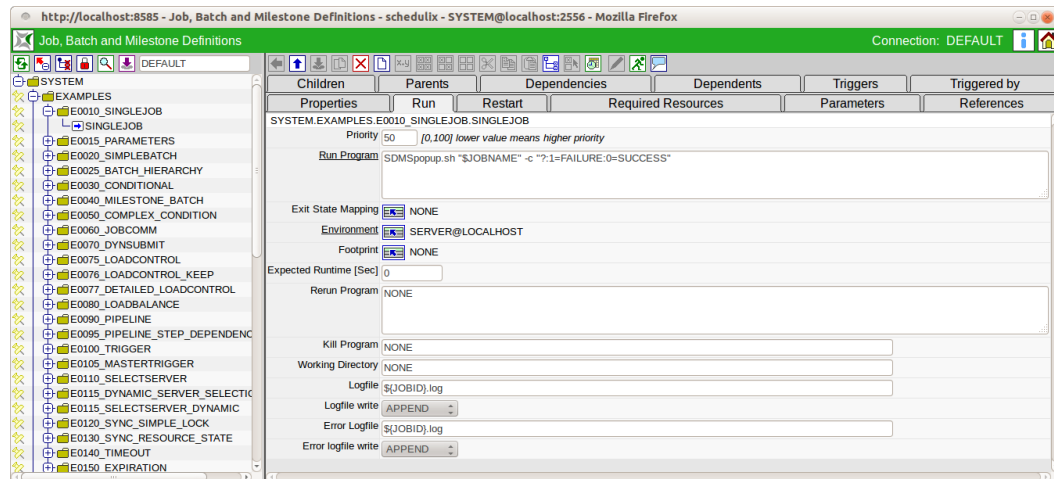 http://localhost:8585 - Job, Batch and Milestone Definitions - schedulix - SYSTEM@localhost:2556 - Mozilla Firefox
Job, Batch and Milestone Definitions
Connection: DEFAULT
DEFAULT
SYSTEM
EXAMPLES
E0010_SINGLEJOB
SINGLEJOB
E0015_PARAMETERS
E0020_SIMPLEBATCH
E0025_BATCH_HIERARCHY
E0030_CONDITIONAL
E0040_MILESTONE_BATCH
E0050_COMPLEX_CONDITION
E0060_JOBCOMM
E0070_DYNSUBMIT
E0075_LOADCONTROL
E0076_LOADCONTROL_KEEP
E0077_DETAILED_LOADCONTROL
E0080_LOADBALANCE
E0090_PIPELINE
E0095_PIPELINE_STEP_DEPENDENC
E0100_TRIGGER
E0105_MASTERTRIGGER
E0110_SELECTSERVER
E0115_DYNAMIC_SERVER_SELECTIO
E0115_SELECTSERVER_DYNAMIC
E0120_SYNC_SIMPLE_LOCK
E0130_SYNC_RESOURCE_STATE
E0140_TIMEOUT
E0150_EXPIRATION
Children Parents Dependencies Dependents Triggers Triggered by
Properties Run Restart Required Resources Parameters References
SYSTEM.EXAMPLES.E0010_SINGLEJOB.SINGLEJOB
Priority 50 [0,100] lower value means higher priority
Run Program SDMSpopup.sh "$JOBNAME" -c "?:1=FAILURE:0=SUCCESS"
Exit State Mapping NONE
Environment SERVER@LOCALHOST
Footprint NONE
Expected Runtime [Sec] 0
Rerun Program NONE
Kill Program NONE
Working Directory NONE
Logfile ${JOBID}.log
Logfile write APPEND
Error Logfile ${JOBID}.log
Error logfile write APPEND